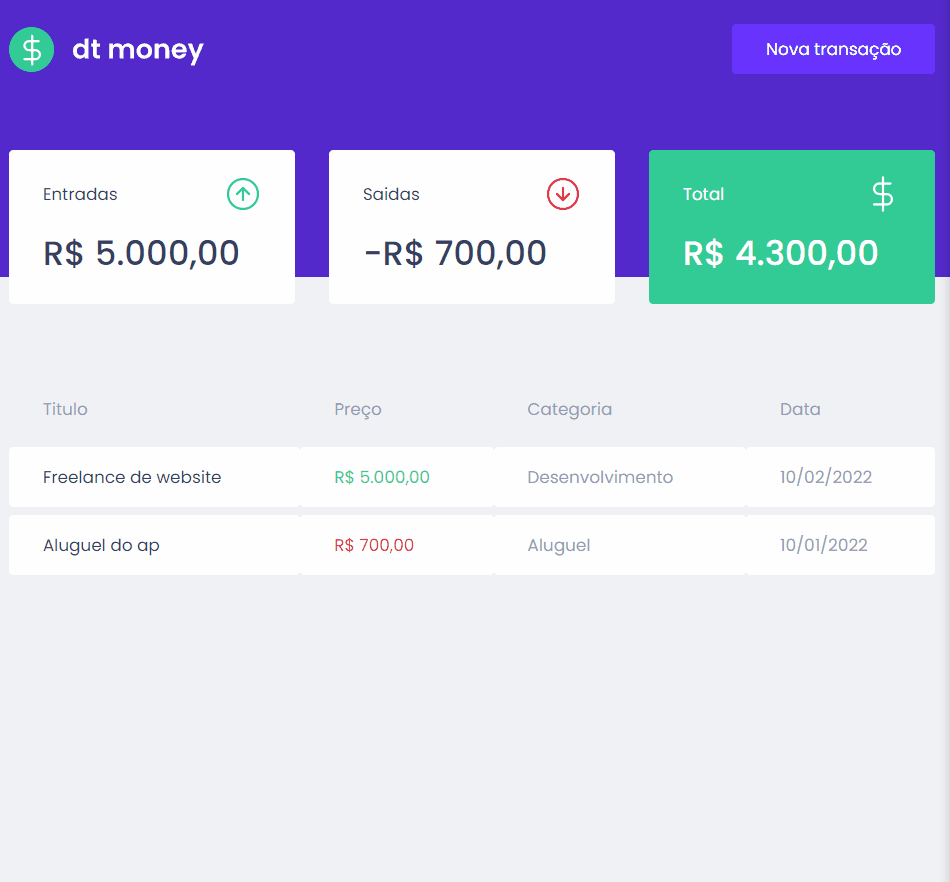 dt money
Nova transação
Entradas
Saidas
Total
R$ 5.000,00
-R$ 700,00
R$ 4.300,00
Titulo Preço Categoria Data
Freelance de website R$ 5.000,00 Desenvolvimento 10/02/2022
Aluguel do ap R$ 700,00 Aluguel 10/01/2022